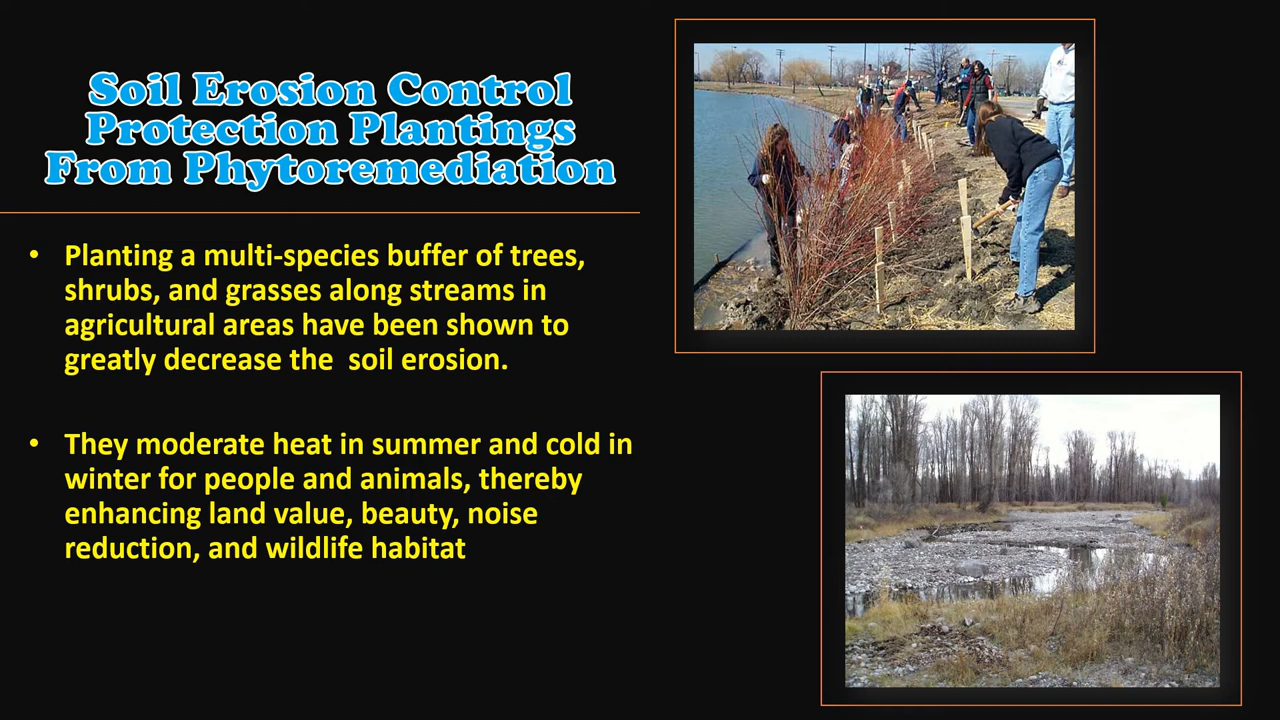 Soil Erosion Control
Protection Plantings
From Phytoremediation
• Planting a multi-species buffer of trees,
shrubs, and grasses along streams in
agricultural areas have been shown to
greatly decrease the  soil erosion.
• They moderate heat in summer and cold in
winter for people and animals, thereby
enhancing land value, beauty, noise
reduction, and wildlife habitat